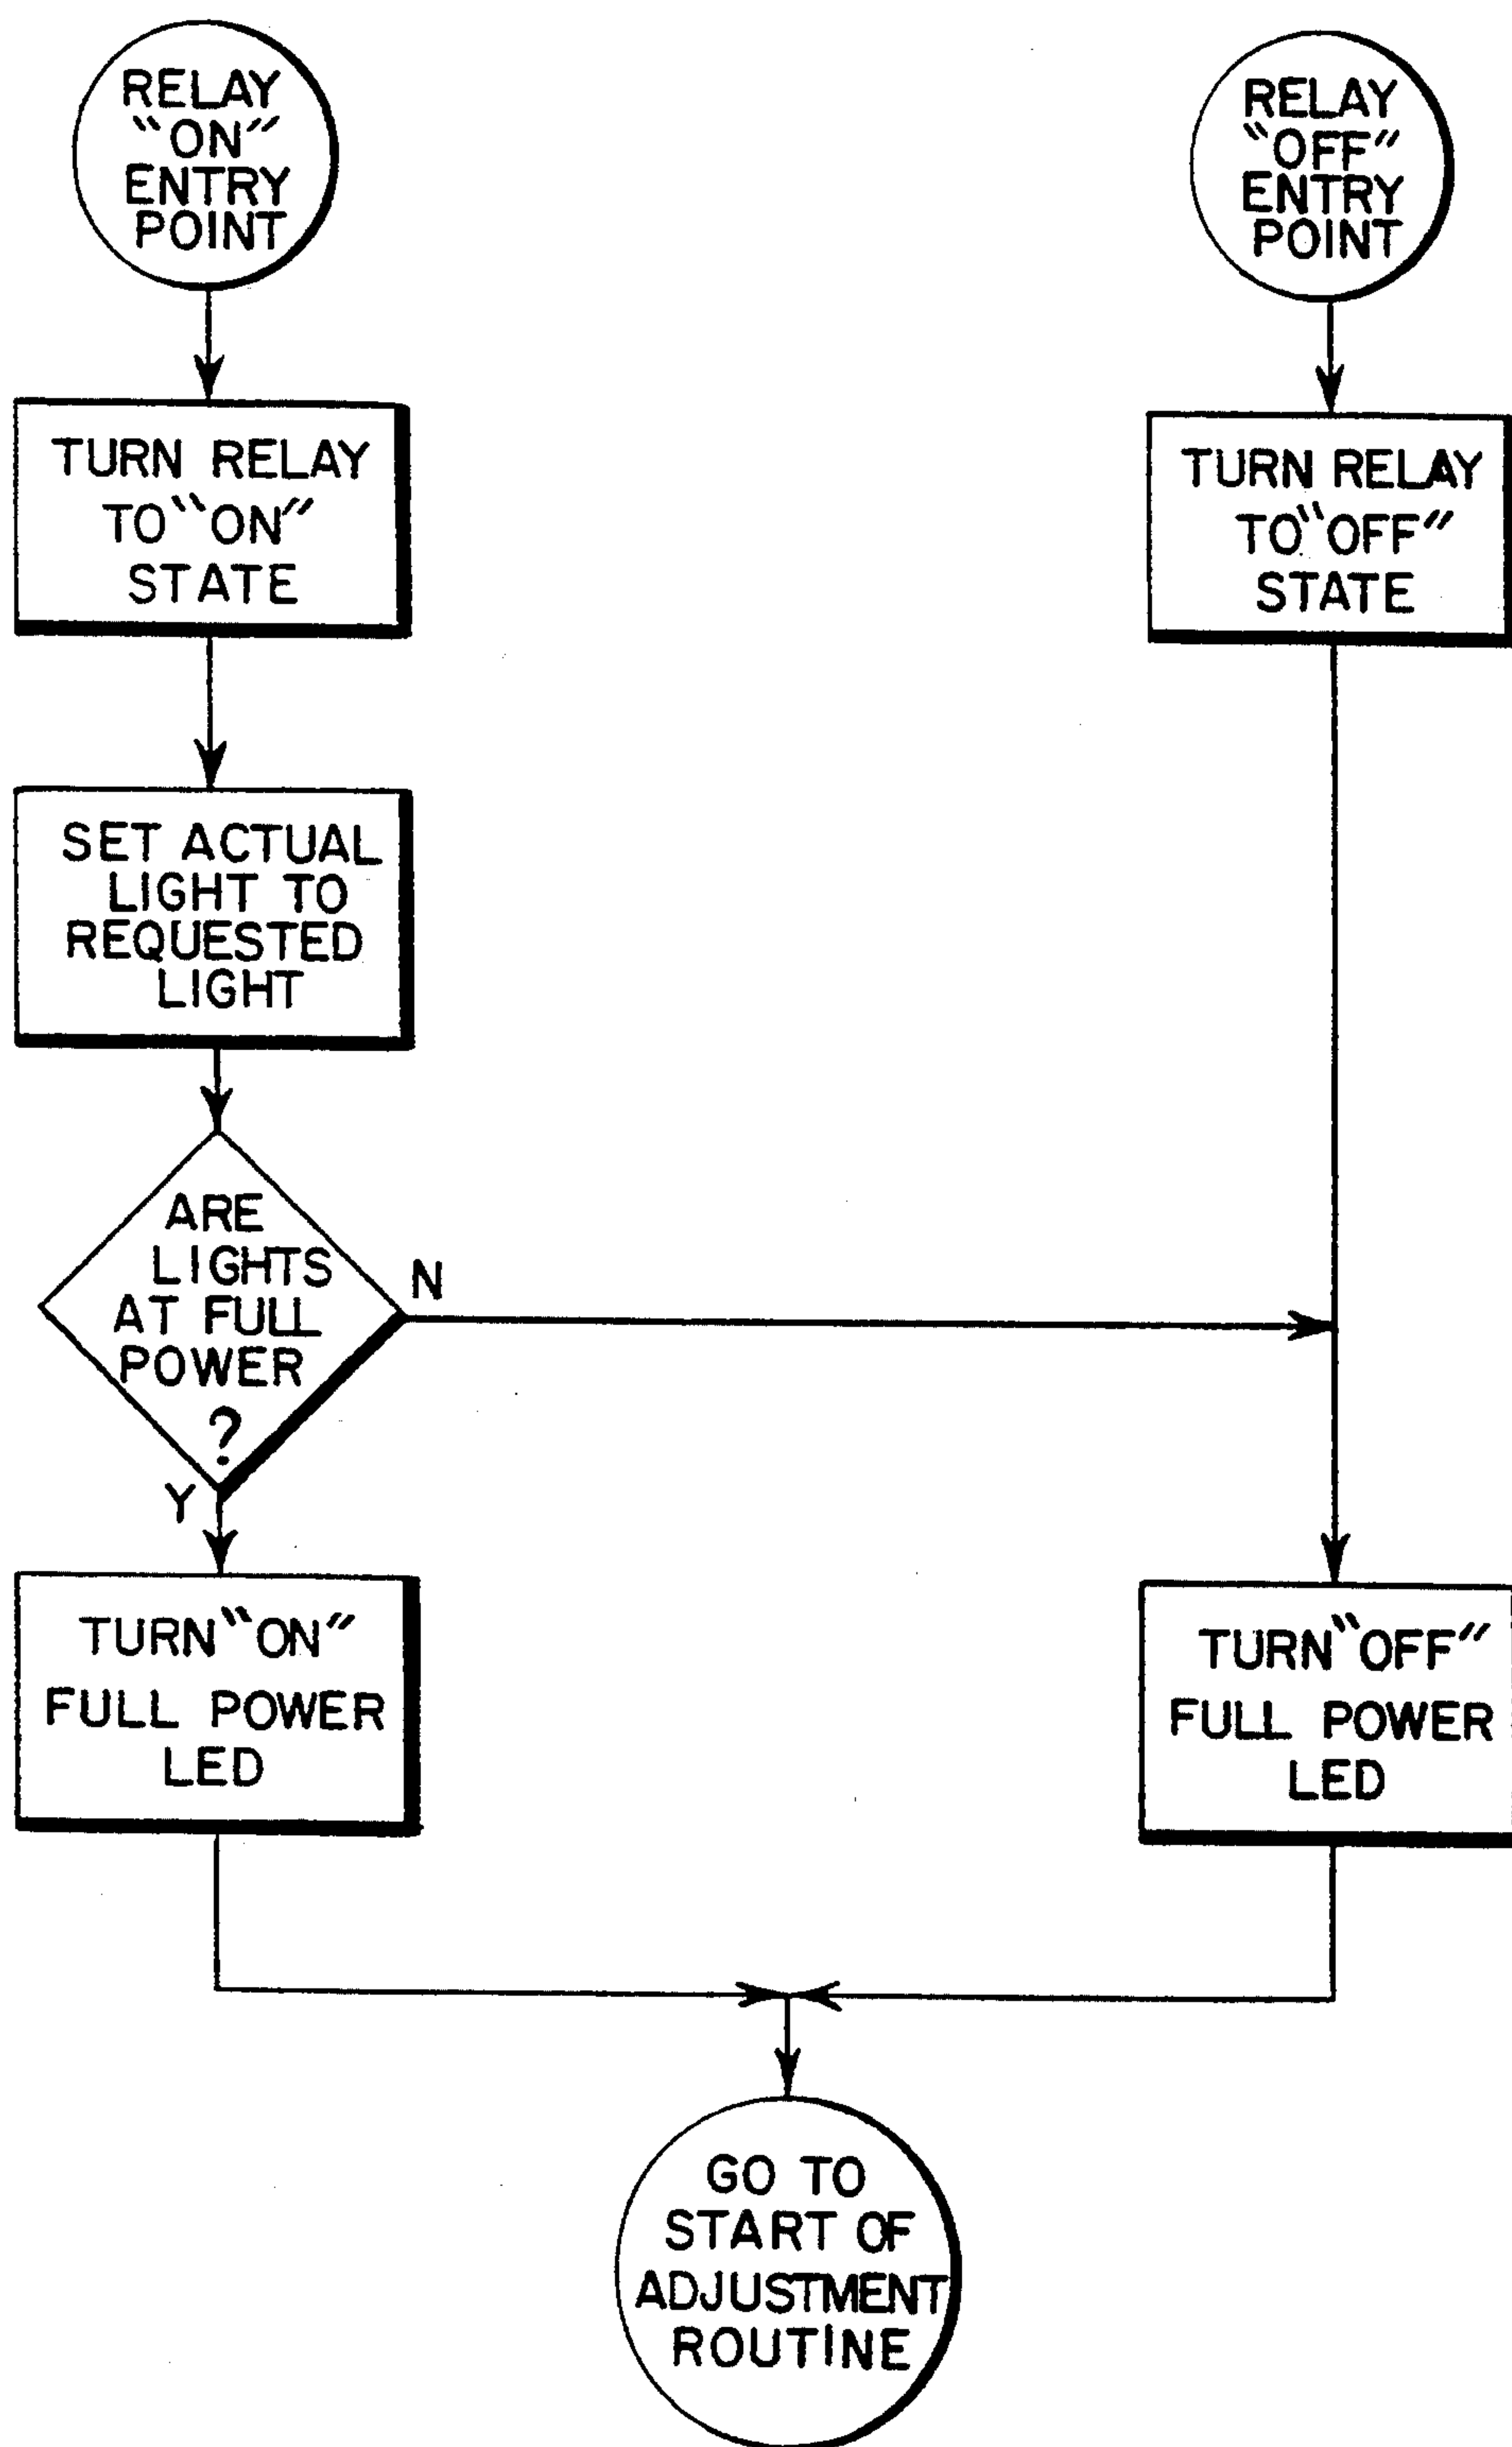 RELAY
"ON"
ENTRY
POINT
RELAY
"OFF"
ENTRY
POINT
TURN RELAY
TO "ON"
STATE
TURN RELAY
TO "OFF"
STATE
SET ACTUAL
LIGHT TO
REQUESTED
LIGHT
ARE
LIGHTS
AT FULL
POWER
?
N
Y
TURN "ON"
FULL POWER
LED
TURN "OFF"
FULL POWER
LED
GO TO
START OF
ADJUSTMENT
ROUTINE